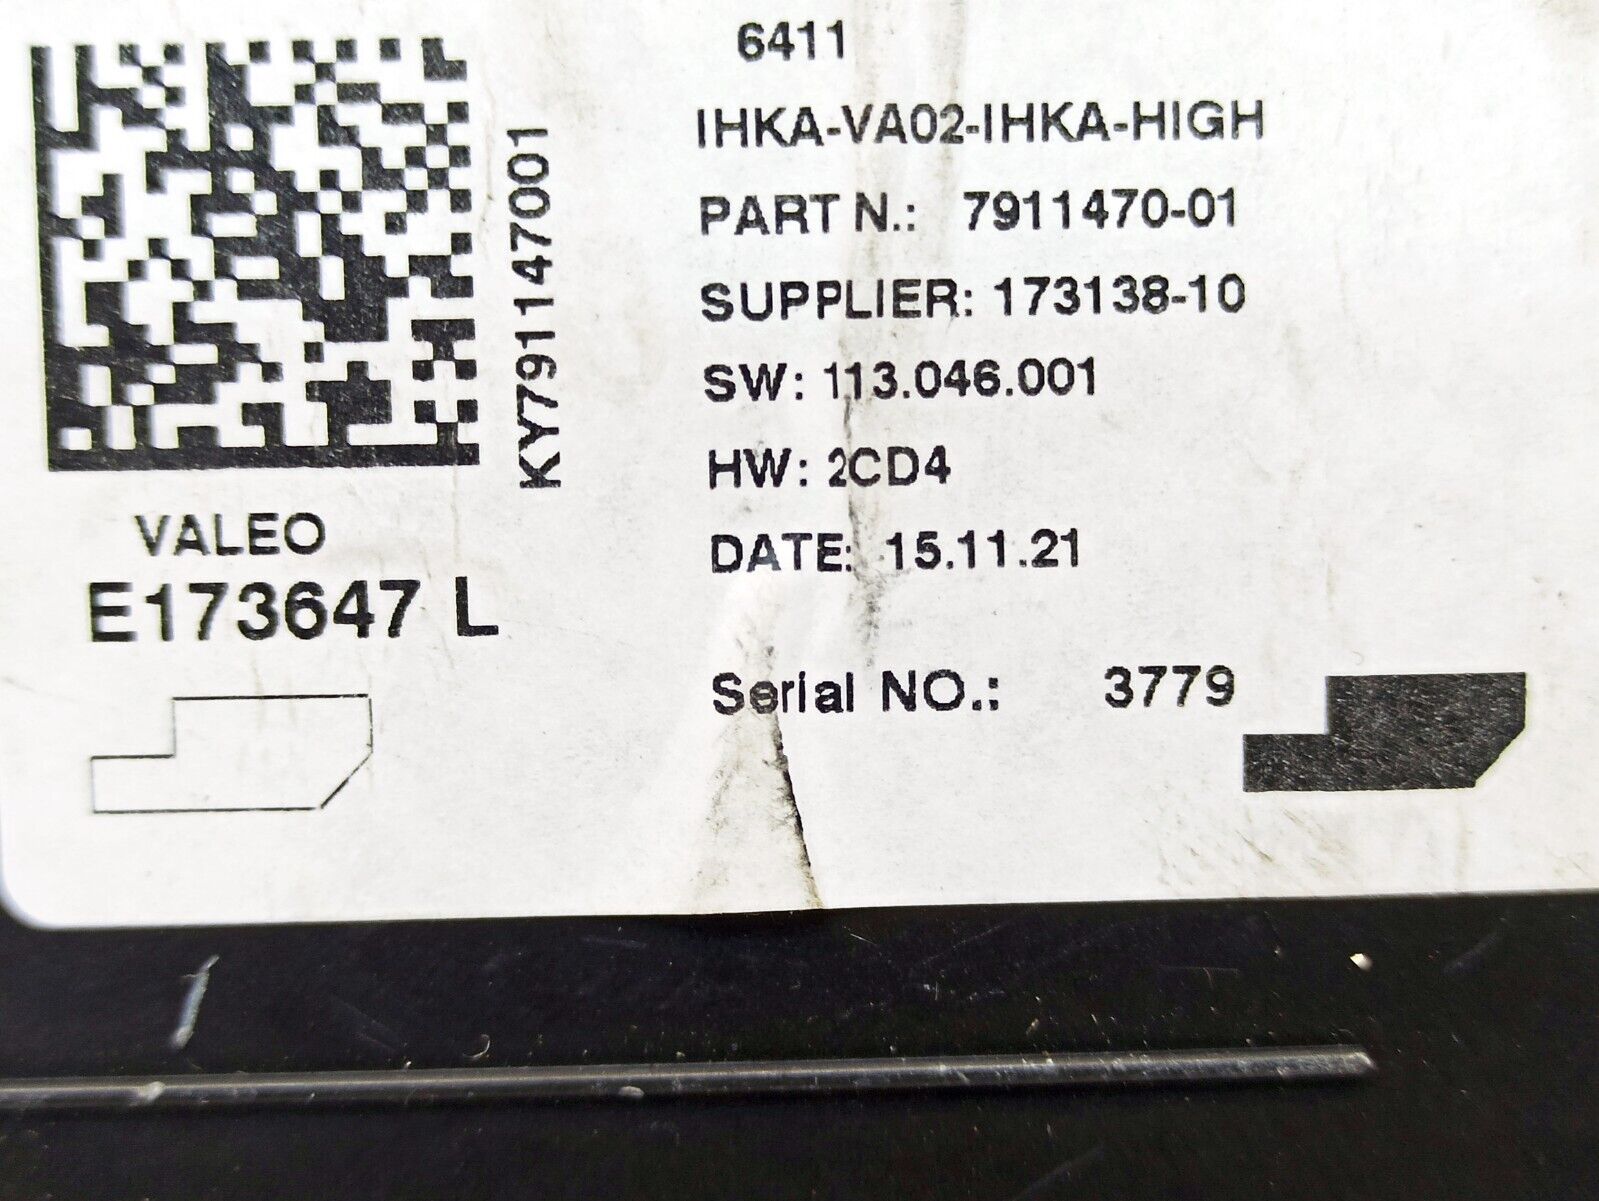 6411
IHKA-VA02-IHKA-HIGH
PART N.: 7911470-01
SUPPLIER: 173138-10
SW: 113.046.001
HW: 2CD4
DATE: 15.11.21
Serial NO.: 3779
KY791147001
VALEO
E173647 L